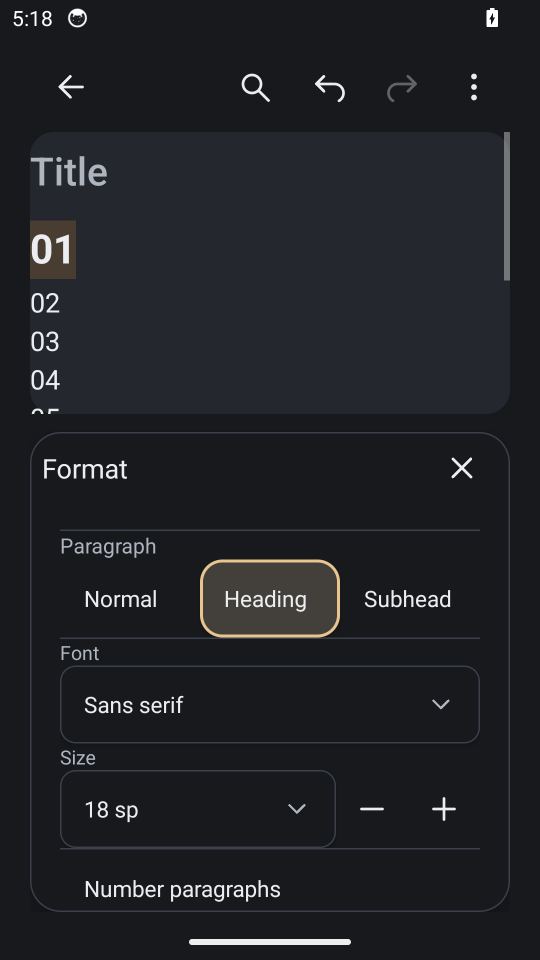 5:18
Title
01
02
03
04
05
Format
Paragraph
Normal Heading Subhead
Font
Sans serif
Size
18 sp
Number paragraphs